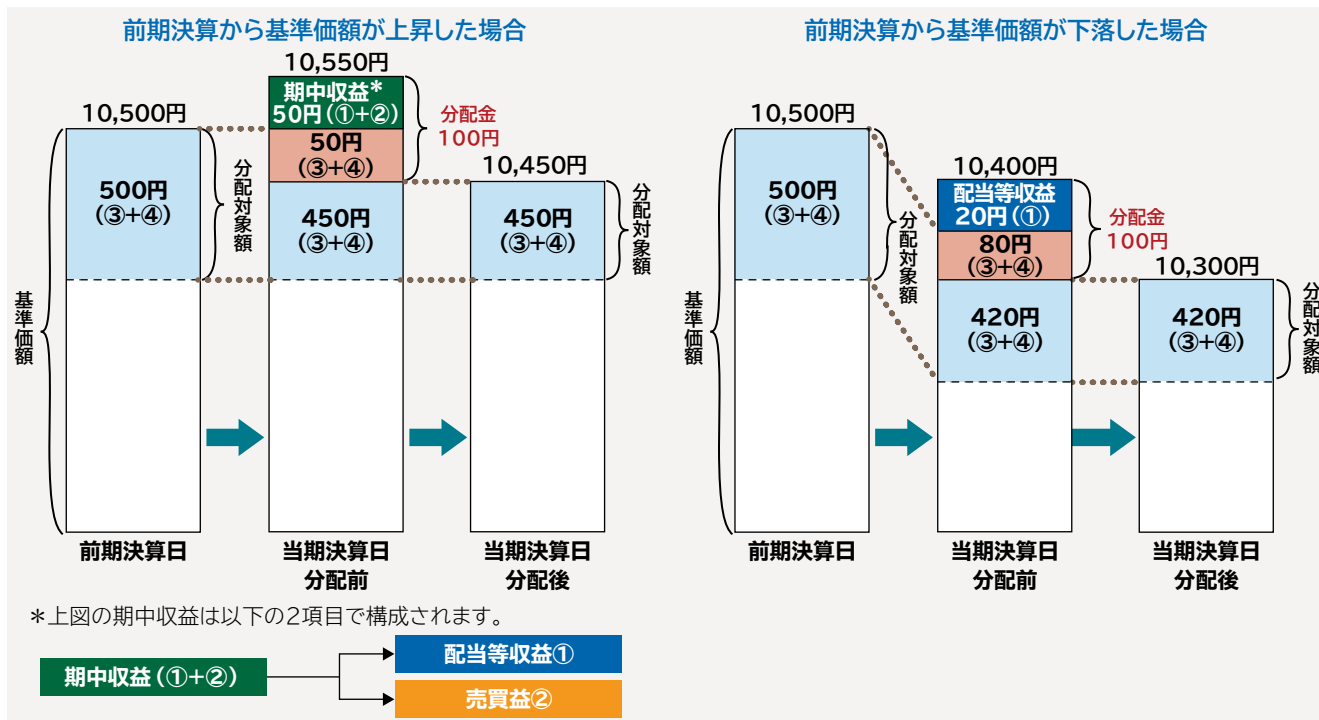 前期決算から基準価額が上昇した場合
10,500円
500円
(③+④)
分配対象額
基準価額
10,550円
期中収益*
50円(①+②)
50円
(③+④)
450円
(③+④)
分配金
100円
10,450円
450円
(③+④)
分配対象額
前期決算日
当期決算日
分配前
当期決算日
分配後
*上図の期中収益は以下の2項目で構成されます。
期中収益(①+②)
配当等収益①
売買益②
前期決算から基準価額が下落した場合
10,500円
500円
(③+④)
分配対象額
基準価額
10,400円
配当等収益
20円(①)
80円
(③+④)
420円
(③+④)
分配金
100円
10,300円
420円
(③+④)
分配対象額
前期決算日
当期決算日
分配前
当期決算日
分配後